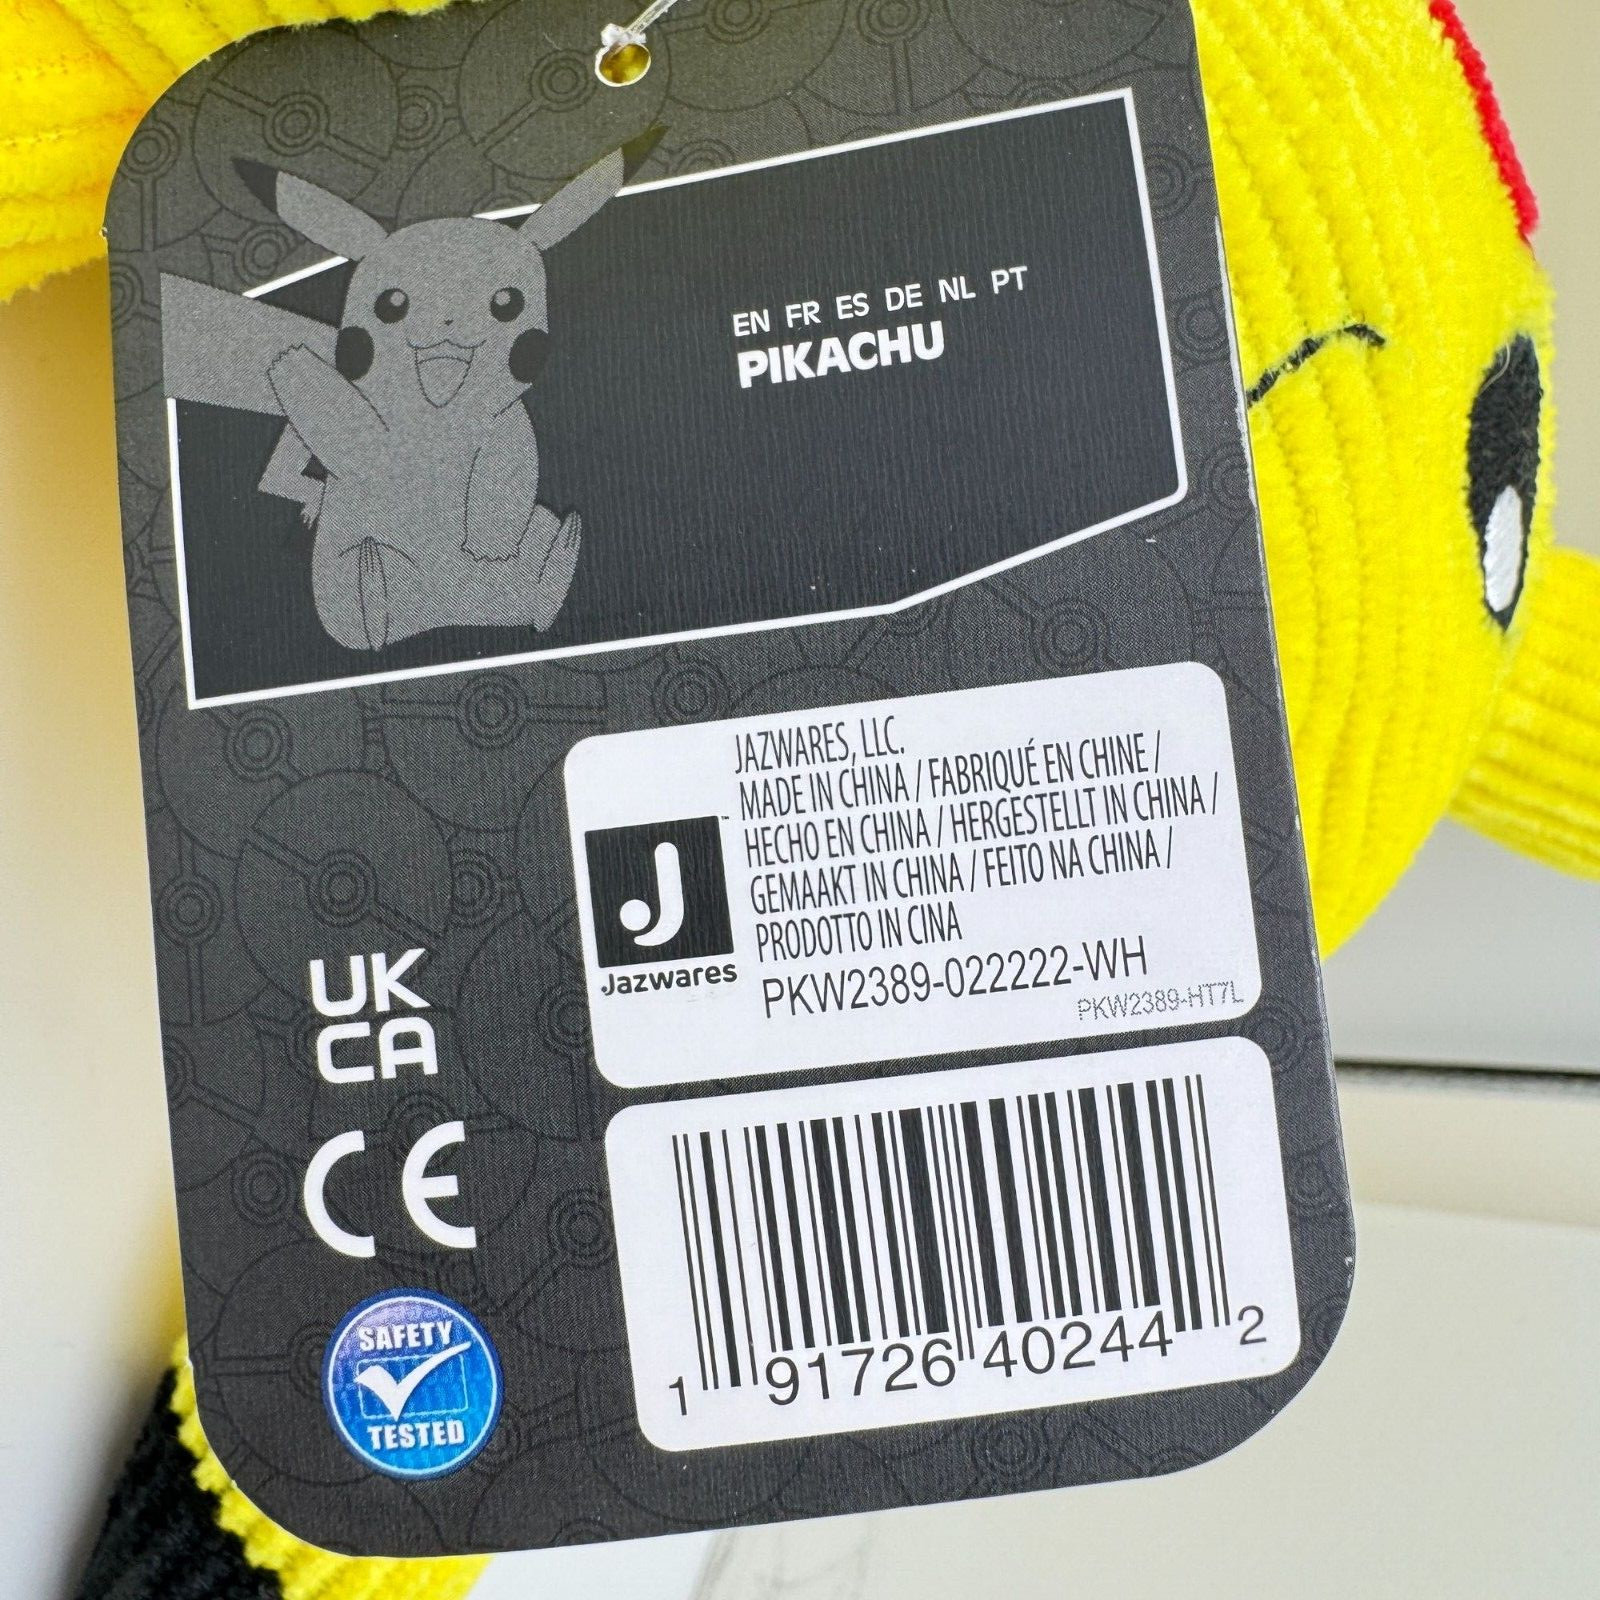 EN FR ES DE NL PT
PIKACHU
JAZWARES, LLC.
MADE IN CHINA / FABRIQUÉ EN CHINE /
HECHO EN CHINA / HERGESTELLT IN CHINA /
GEMAAKT IN CHINA / FEITO NA CHINA /
PRODOTTO IN CINA
J™
Jazwares
PKW2389-022222-WH
PKW2389-HT7L
UK
CA
CE
SAFETY
TESTED
1 91726 40244 2